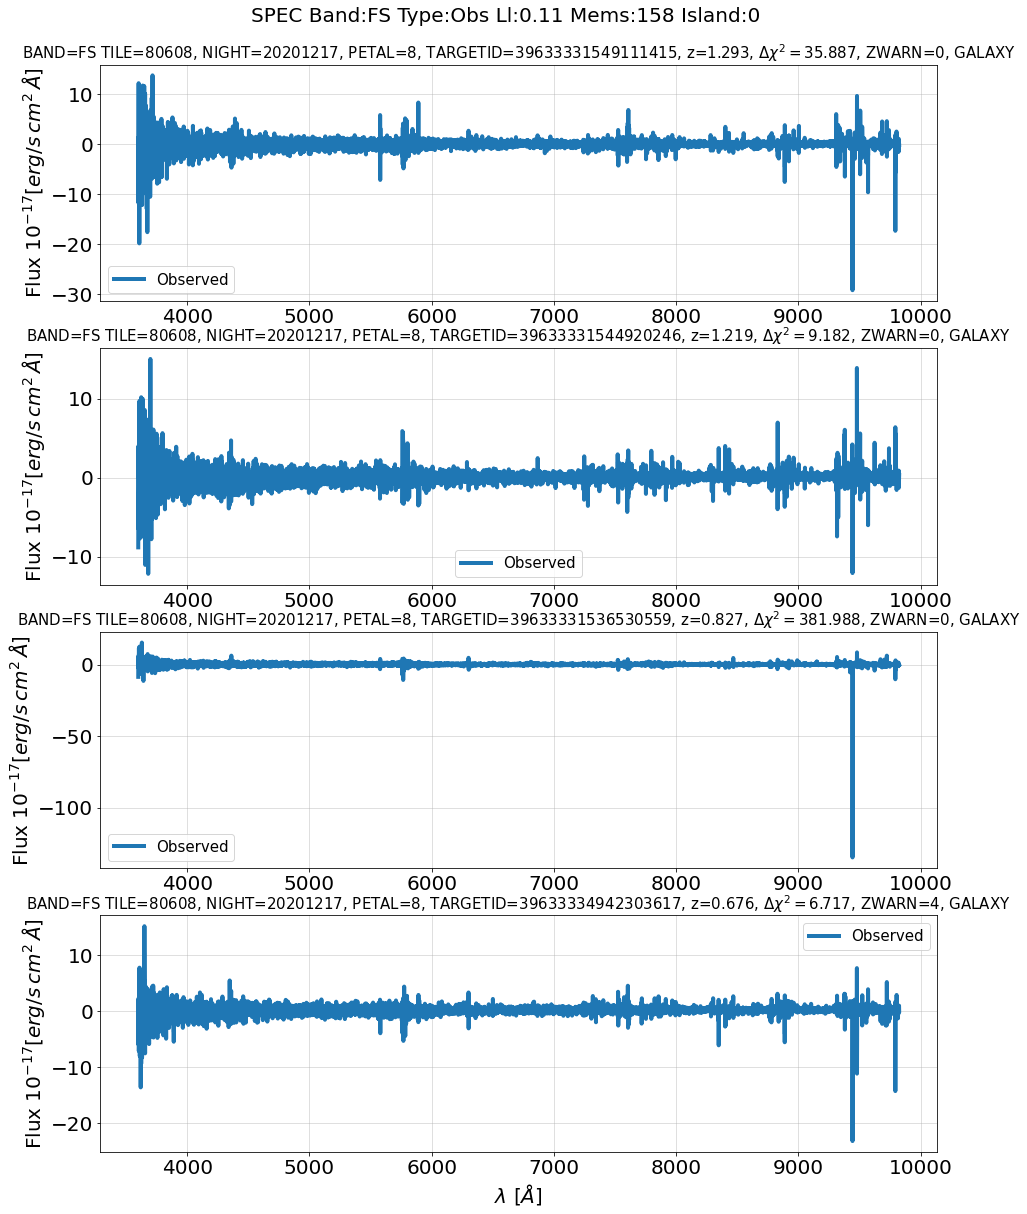 SPEC Band:FS Type:Obs Ll:0.11 Mems:158 Island:0
BAND=FS TILE=80608, NIGHT=20201217, PETAL=8, TARGETID=39633331549111415, z=1.293, Δχ² = 35.887, ZWARN=0, GALAXY
Flux 10⁻¹⁷[erg/s cm² Å]
10
0
−10
−20
−30
Observed
4000 5000 6000 7000 8000 9000 10000
BAND=FS TILE=80608, NIGHT=20201217, PETAL=8, TARGETID=39633331544920246, z=1.219, Δχ² = 9.182, ZWARN=0, GALAXY
Flux 10⁻¹⁷[erg/s cm² Å]
10
0
−10
Observed
4000 5000 6000 7000 8000 9000 10000
BAND=FS TILE=80608, NIGHT=20201217, PETAL=8, TARGETID=39633331536530559, z=0.827, Δχ² = 381.988, ZWARN=0, GALAXY
Flux 10⁻¹⁷[erg/s cm² Å]
0
−50
−100
Observed
4000 5000 6000 7000 8000 9000 10000
BAND=FS TILE=80608, NIGHT=20201217, PETAL=8, TARGETID=39633334942303617, z=0.676, Δχ² = 6.717, ZWARN=4, GALAXY
Flux 10⁻¹⁷[erg/s cm² Å]
10
0
−10
−20
Observed
4000 5000 6000 7000 8000 9000 10000
λ [Å]